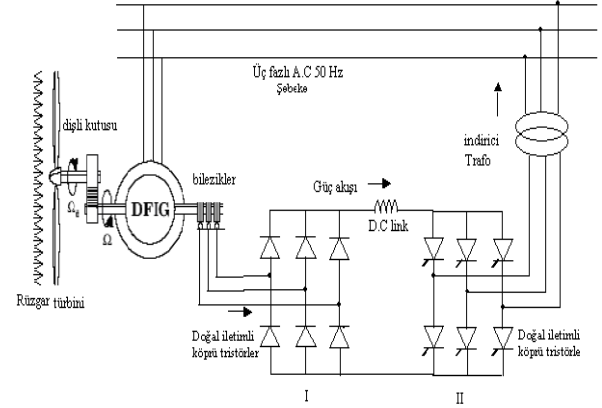 Üç fazlı A.C 50 Hz
Şebeke
dişli kutusu
indirici
Trafo
bilezikler
Güç akışı
DFIG
D.C link
Ωd
Ω
Rüzgar türbini
Doğal iletimli
köprü tristörler
Doğal iletimli
köprü tristörle
I
II